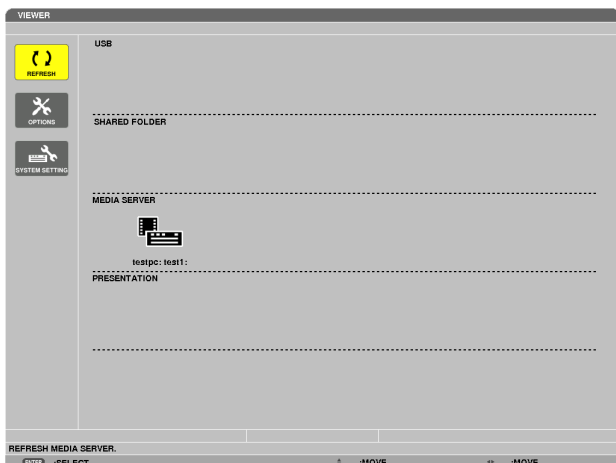 VIEWER
USB
REFRESH
OPTIONS
SHARED FOLDER
SYSTEM SETTING
MEDIA SERVER
testpc: test1:
PRESENTATION
REFRESH MEDIA SERVER.
ENTER :SELECT :MOVE :MOVE